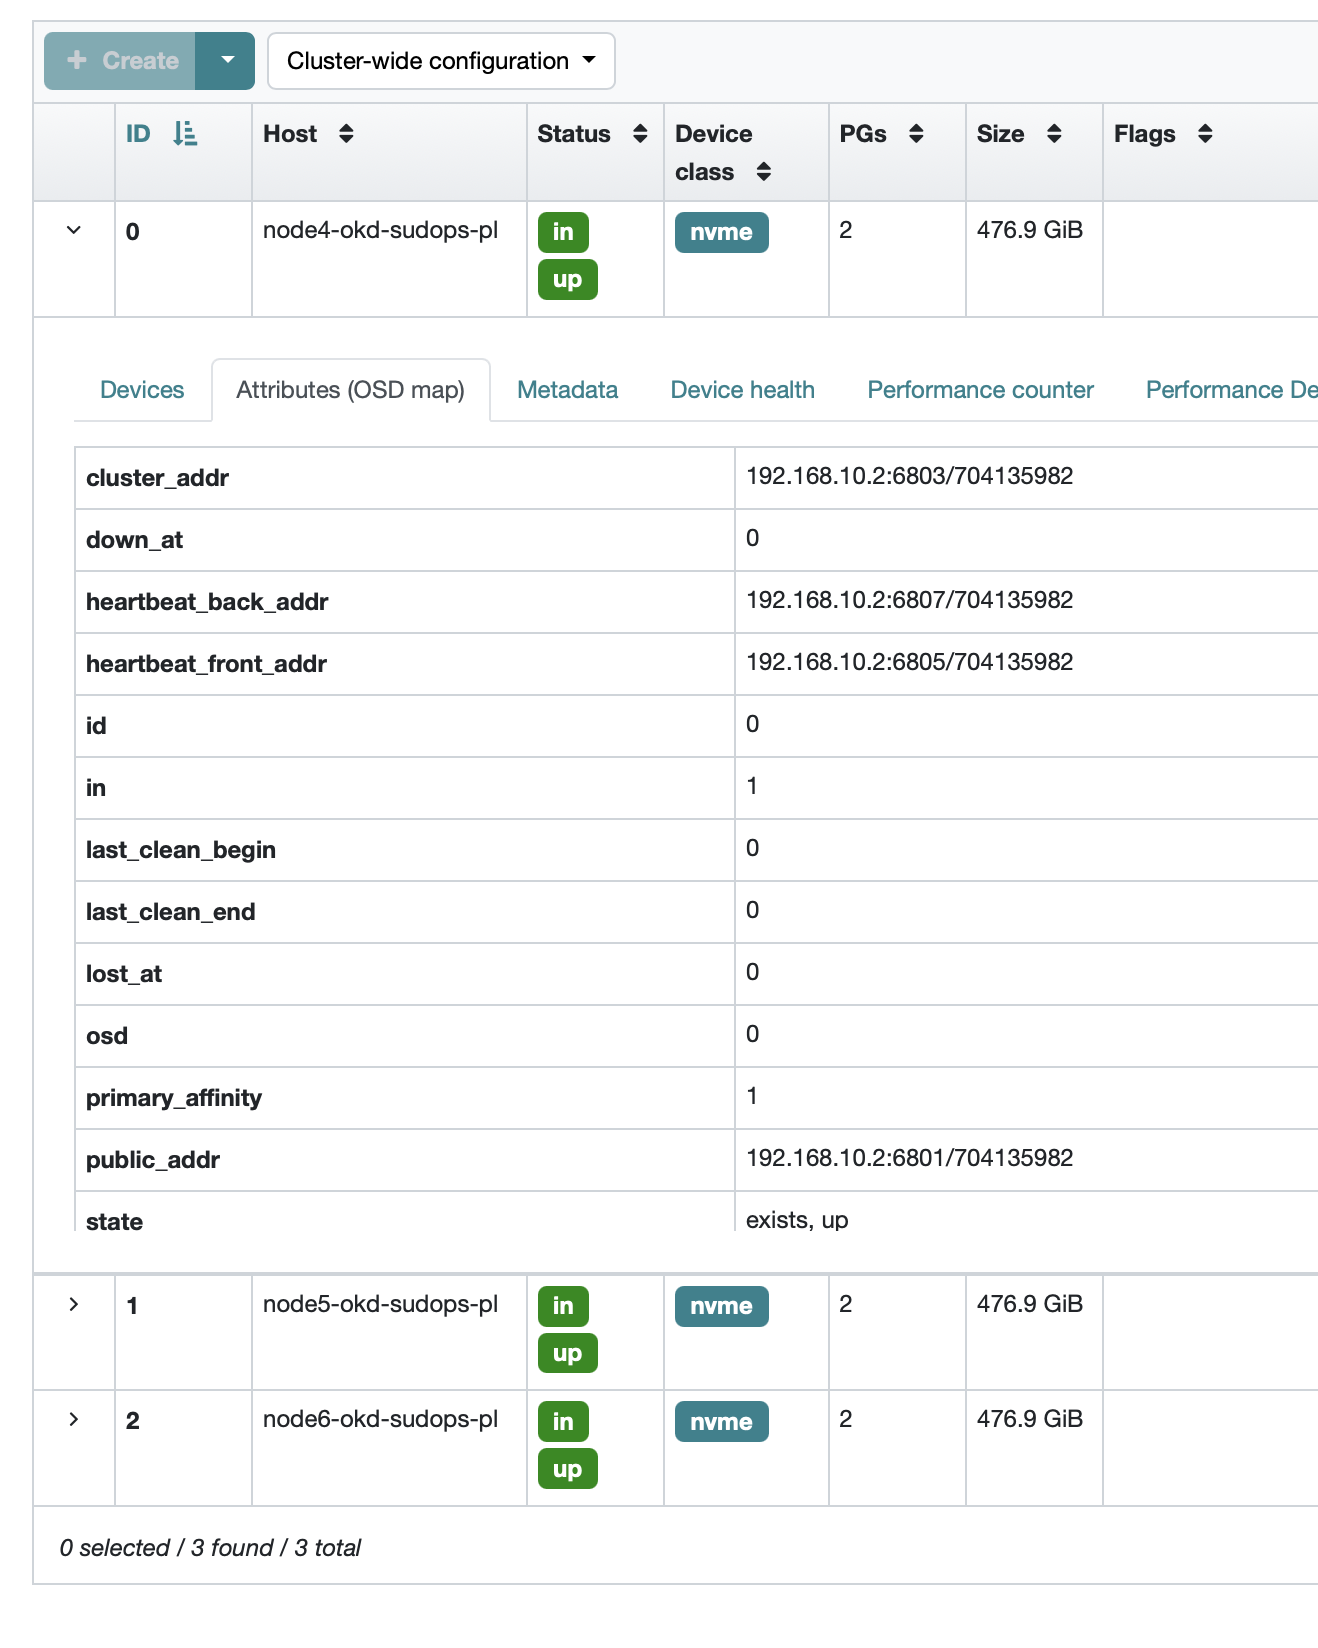 Create
Cluster-wide configuration
ID Host Status Device class PGs Size Flags
0 node4-okd-sudops-pl in up nvme 2 476.9 GiB
Devices Attributes (OSD map) Metadata Device health Performance counter Performance De
cluster_addr 192.168.10.2:6803/704135982
down_at 0
heartbeat_back_addr 192.168.10.2:6807/704135982
heartbeat_front_addr 192.168.10.2:6805/704135982
id 0
in 1
last_clean_begin 0
last_clean_end 0
lost_at 0
osd 0
primary_affinity 1
public_addr 192.168.10.2:6801/704135982
state exists, up
1 node5-okd-sudops-pl in up nvme 2 476.9 GiB
2 node6-okd-sudops-pl in up nvme 2 476.9 GiB
0 selected / 3 found / 3 total